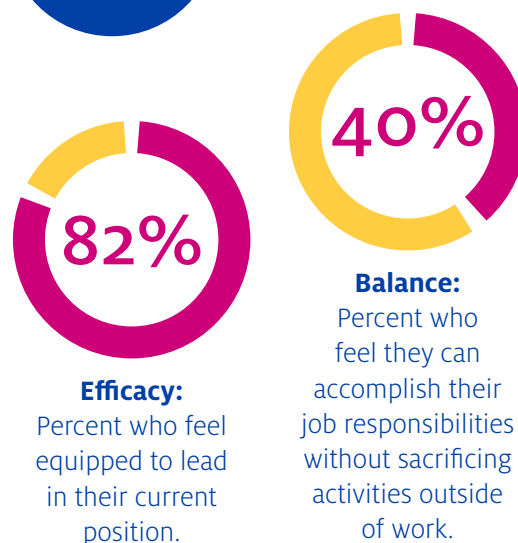 82%
Efficacy:
Percent who feel
equipped to lead
in their current
position.
40%
Balance:
Percent who
feel they can
accomplish their
job responsibilities
without sacrificing
activities outside
of work.